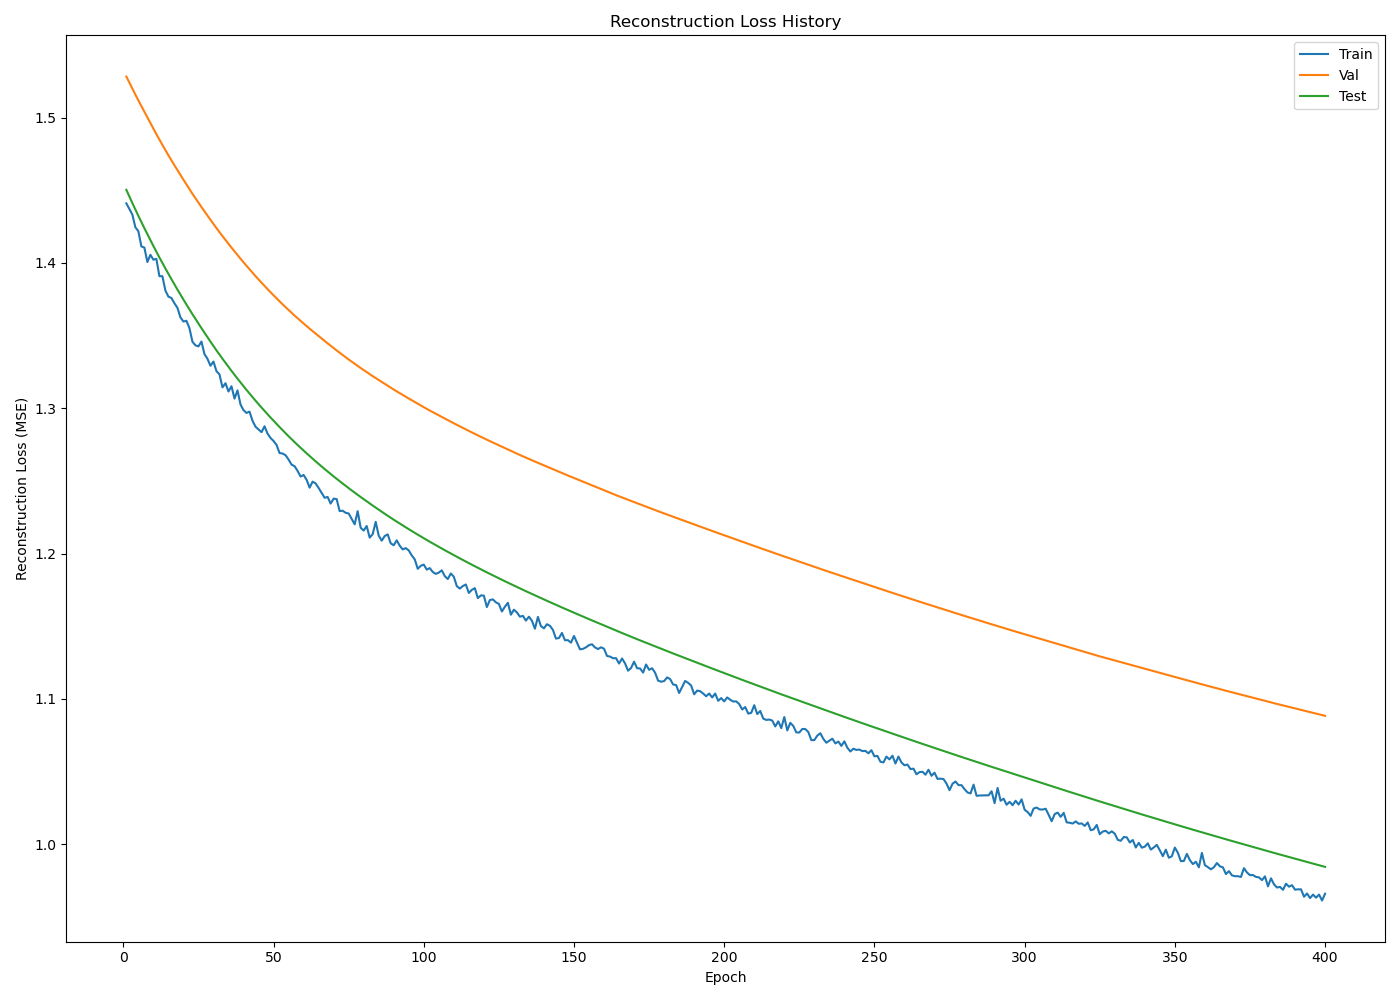 Reconstruction Loss History
Train
Val
Test
Reconstruction Loss (MSE)
1.5
1.4
1.3
1.2
1.1
1.0
0 50 100 150 200 250 300 350 400
Epoch